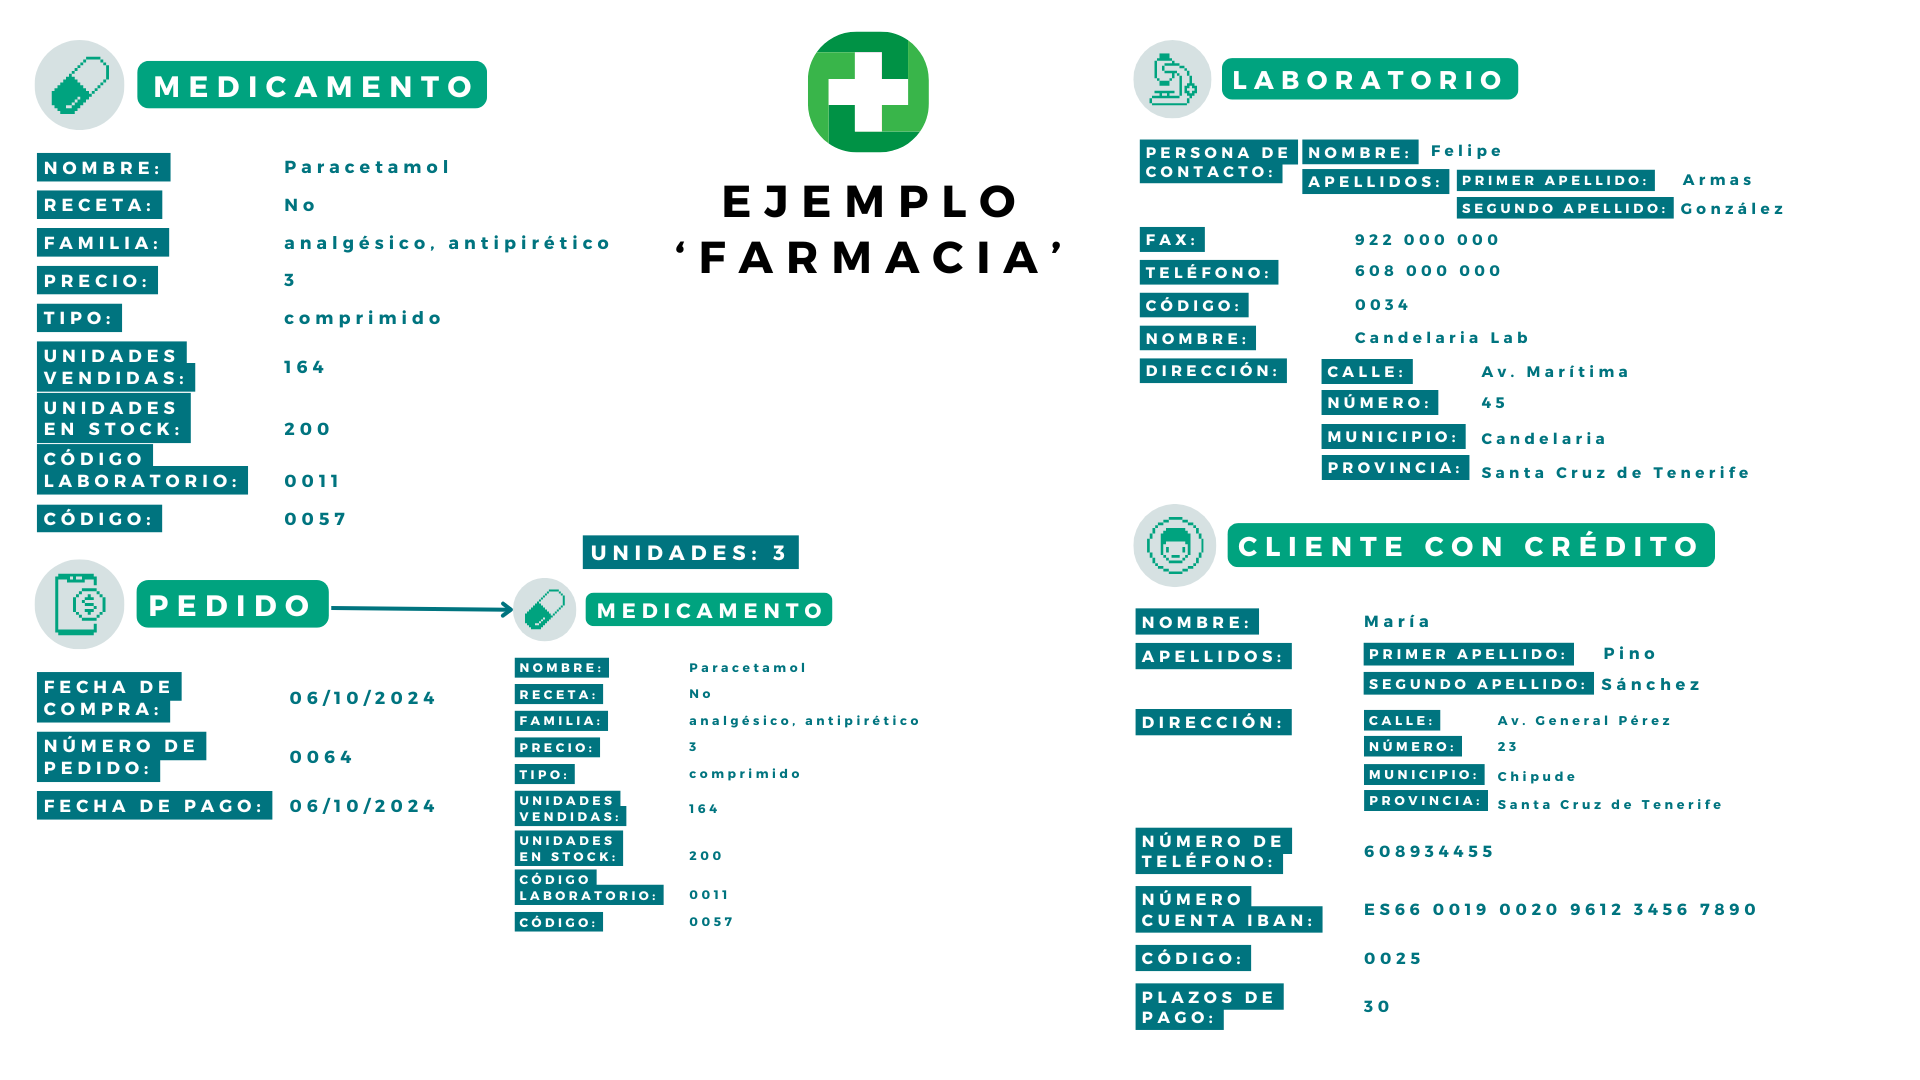 MEDICAMENTO
NOMBRE: Paracetamol
RECETA: No
FAMILIA: analgésico, antipirético
PRECIO: 3
TIPO: comprimido
UNIDADES
VENDIDAS: 164
UNIDADES
EN STOCK: 200
CÓDIGO
LABORATORIO: 0011
CÓDIGO: 0057
EJEMPLO
‘FARMACIA’
PEDIDO
FECHA DE
COMPRA: 06/10/2024
NÚMERO DE
PEDIDO: 0064
FECHA DE PAGO: 06/10/2024
UNIDADES: 3
MEDICAMENTO
NOMBRE: Paracetamol
RECETA: No
FAMILIA: analgésico, antipirético
PRECIO: 3
TIPO: comprimido
UNIDADES
VENDIDAS: 164
UNIDADES
EN STOCK: 200
CÓDIGO
LABORATORIO: 0011
CÓDIGO: 0057
LABORATORIO
PERSONA DE
CONTACTO:
NOMBRE: Felipe
APELLIDOS: PRIMER APELLIDO: Armas
SEGUNDO APELLIDO: González
FAX: 922 000 000
TELÉFONO: 608 000 000
CÓDIGO: 0034
NOMBRE: Candelaria Lab
DIRECCIÓN: CALLE: Av. Marítima
NÚMERO: 45
MUNICIPIO: Candelaria
PROVINCIA: Santa Cruz de Tenerife
CLIENTE CON CRÉDITO
NOMBRE: María
APELLIDOS: PRIMER APELLIDO: Pino
SEGUNDO APELLIDO: Sánchez
DIRECCIÓN: CALLE: Av. General Pérez
NÚMERO: 23
MUNICIPIO: Chipude
PROVINCIA: Santa Cruz de Tenerife
NÚMERO DE
TELÉFONO: 608934455
NÚMERO
CUENTA IBAN: ES66 0019 0020 9612 3456 7890
CÓDIGO: 0025
PLAZOS DE
PAGO: 30